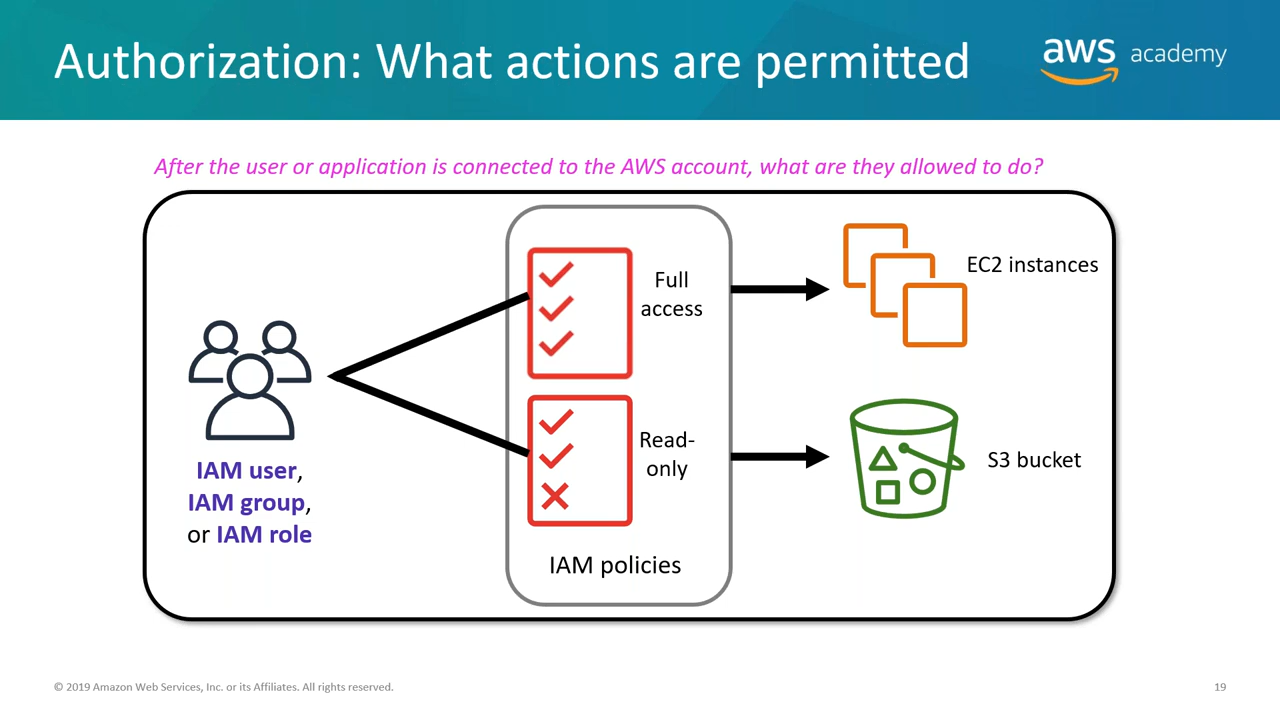 Authorization: What actions are permitted
aws academy
After the user or application is connected to the AWS account, what are they allowed to do?
IAM user,
IAM group,
or IAM role
Full
access
Read-
only
IAM policies
EC2 instances
S3 bucket
© 2019 Amazon Web Services, Inc. or its Affiliates. All rights reserved.
19